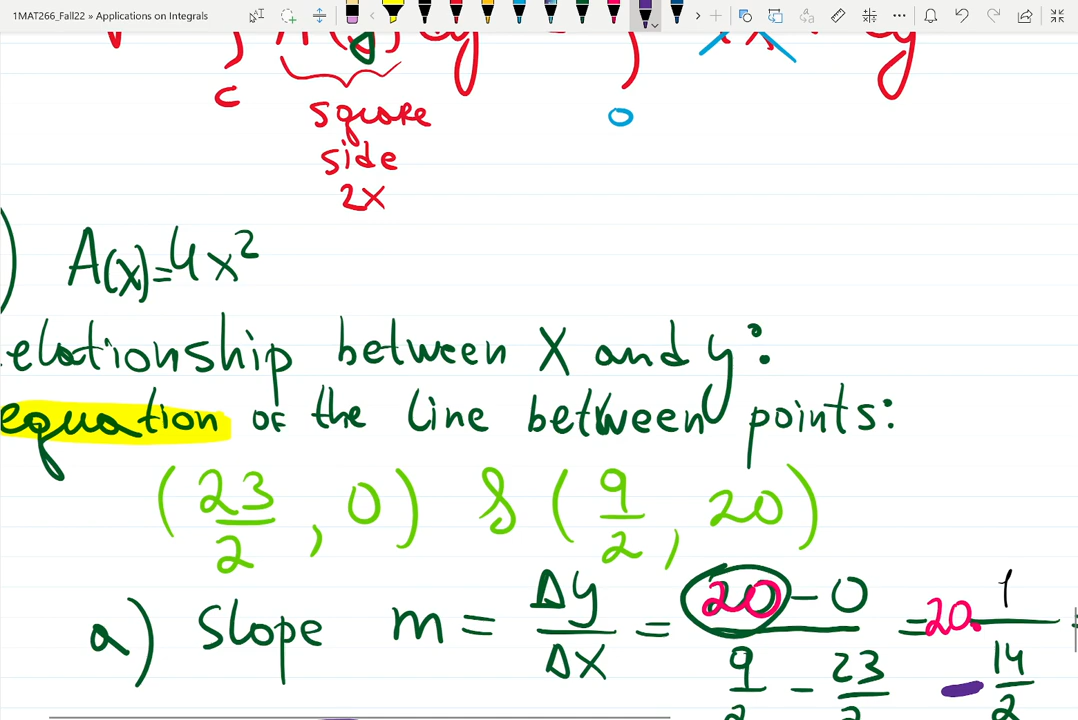 1MAT266_Fall22 » Applications on Integrals
c
square
0
side
2x
) A(x)=4x²
elationship between X and y:
equation of the line between points:
(23/2, 0) & (9/2, 20)
a) slope m = Δy/Δx = (20 - 0)/(9/2 - 23/2) = 20. 1/(-14/2) =